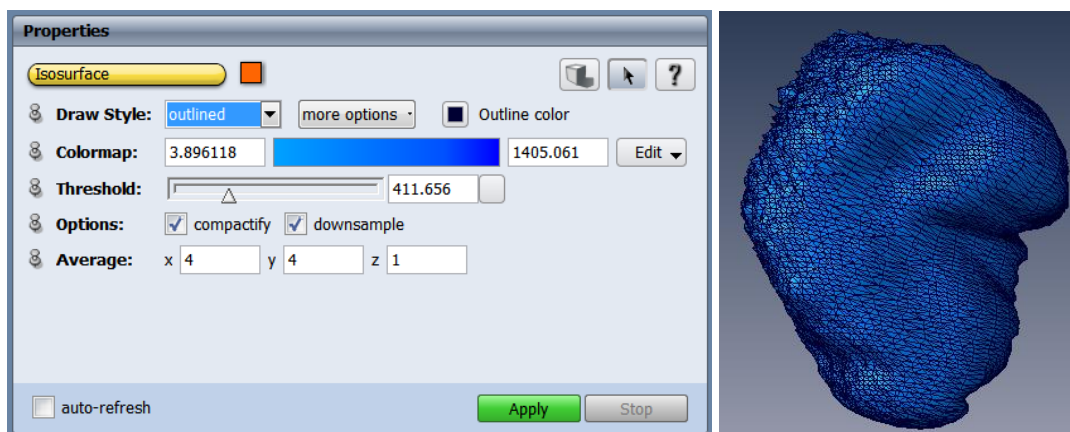 Properties
Isosurface ?
Draw Style: outlined more options Outline color
Colormap: 3.896118 1405.061 Edit
Threshold: 411.656
Options: compactify downsample
Average: x 4 y 4 z 1
auto-refresh Apply Stop